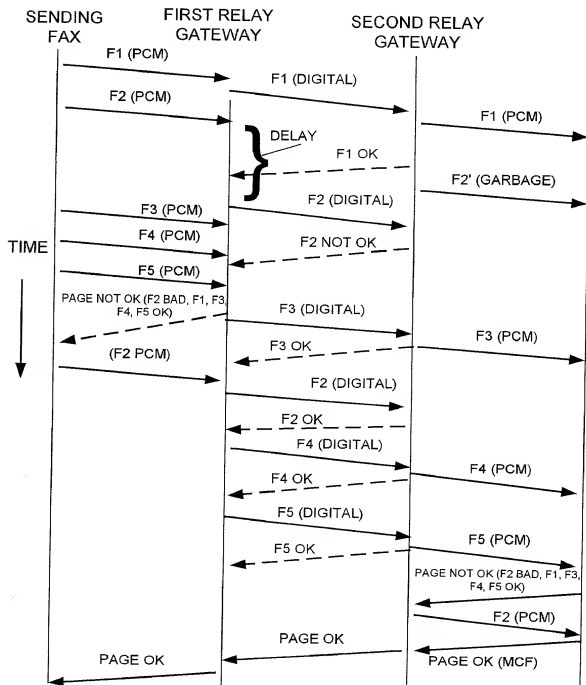 SENDING
FAX
FIRST RELAY
GATEWAY
SECOND RELAY
GATEWAY
F1 (PCM)
F1 (DIGITAL)
F2 (PCM)
F1 (PCM)
DELAY
F1 OK
F2' (GARBAGE)
F2 (DIGITAL)
F3 (PCM)
F4 (PCM)
F2 NOT OK
TIME
F5 (PCM)
PAGE NOT OK (F2 BAD, F1, F3,
F4, F5 OK)
F3 (DIGITAL)
F3 OK
F3 (PCM)
(F2 PCM)
F2 (DIGITAL)
F2 OK
F4 (DIGITAL)
F4 OK
F4 (PCM)
F5 (DIGITAL)
F5 OK
F5 (PCM)
PAGE NOT OK (F2 BAD, F1, F3,
F4, F5 OK)
F2 (PCM)
PAGE OK
PAGE OK
PAGE OK (MCF)